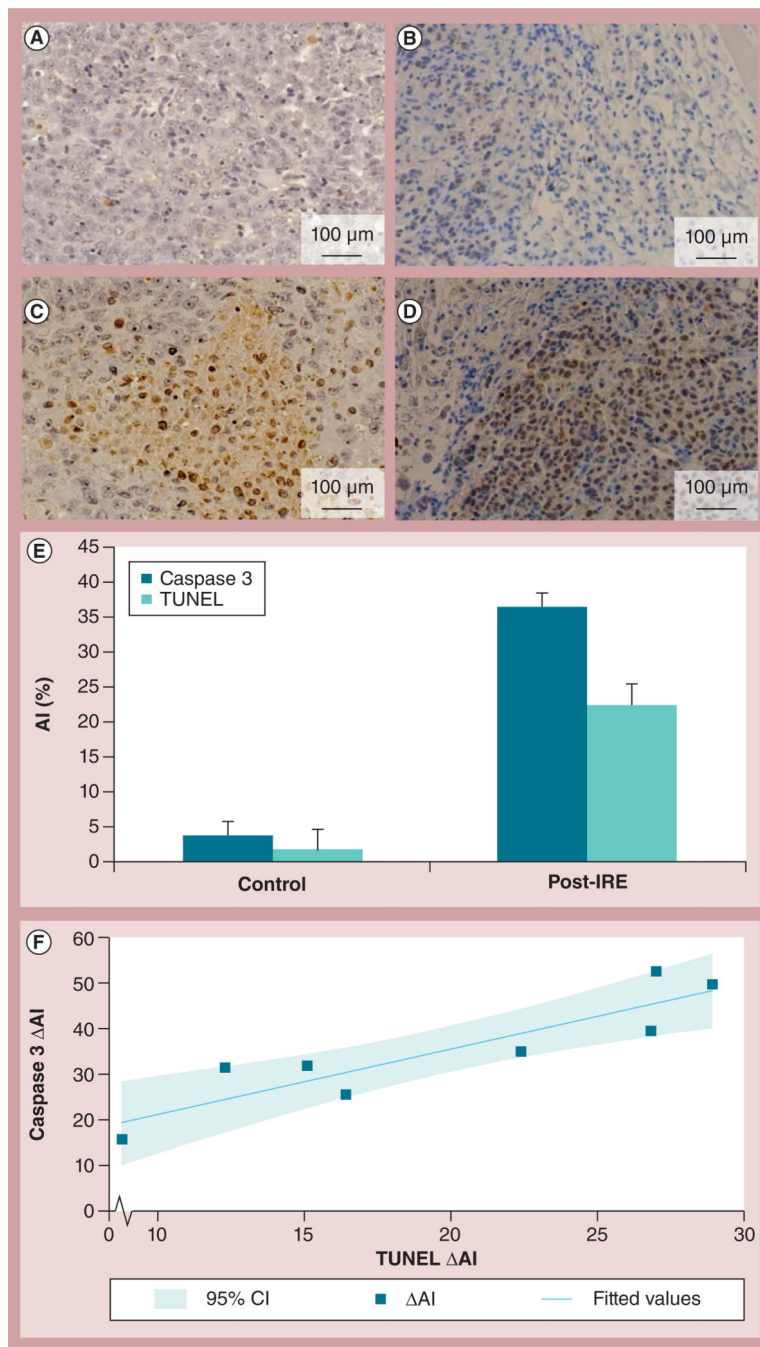 A
B
100 µm
100 µm
C
D
100 µm
100 µm
E
45
40
35
30
25
20
15
10
5
0
AI (%)
Caspase 3
TUNEL
Control
Post-IRE
F
60
50
40
30
20
10
0
Caspase 3 ΔAI
0 10 15 20 25 30
TUNEL ΔAI
95% CI ΔAI Fitted values